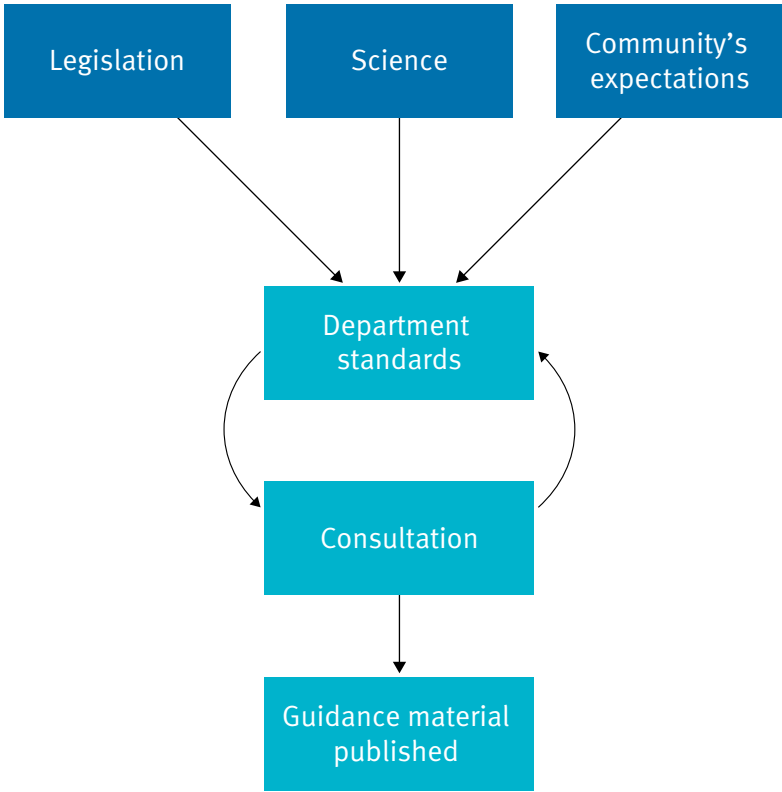 Legislation
Science
Community’s
expectations
Department
standards
Consultation
Guidance material
published